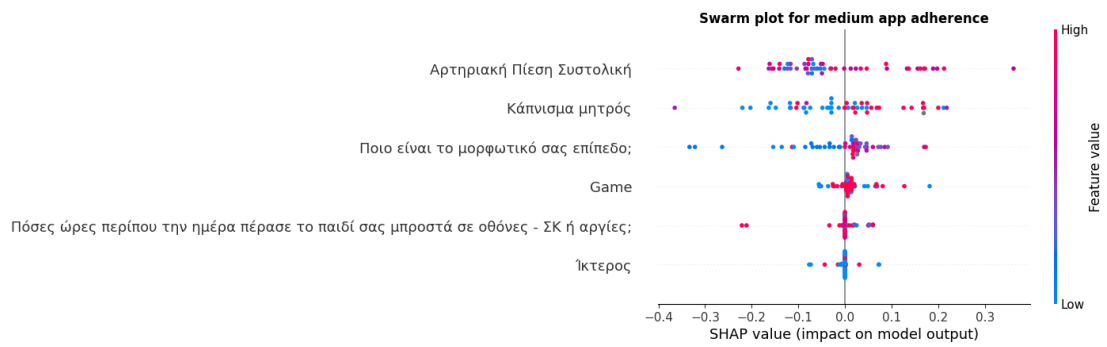 Swarm plot for medium app adherence
High
Αρτηριακή Πίεση Συστολική
Κάπνισμα μητρός
Ποιο είναι το μορφωτικό σας επίπεδο;
Game
Πόσες ώρες περίπου την ημέρα πέρασε το παιδί σας μπροστά σε οθόνες - ΣΚ ή αργίες;
Ίκτερος
Feature value
Low
−0.4 −0.3 −0.2 −0.1 0.0 0.1 0.2 0.3
SHAP value (impact on model output)